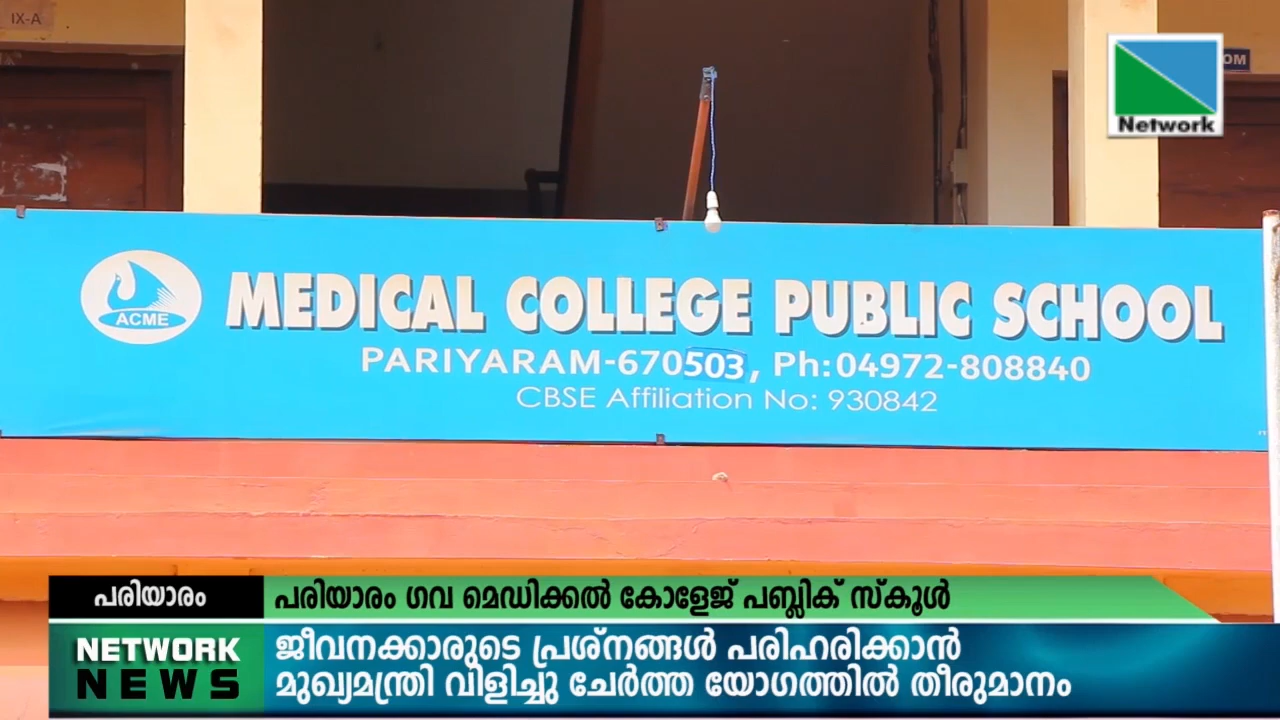 IX-A
OM
Network
ACME
MEDICAL COLLEGE PUBLIC SCHOOL
PARIYARAM-670503, Ph:04972-808840
CBSE Affiliation No: 930842
പരിയാരം
പരിയാരം ഗവ മെഡിക്കൽ കോളേജ് പബ്ലിക് സ്കൂൾ
NETWORK
NEWS
ജീവനക്കാരുടെ പ്രശ്നങ്ങൾ പരിഹരിക്കാൻ
മുഖ്യമന്ത്രി വിളിച്ചു ചേർത്ത യോഗത്തിൽ തീരുമാനം